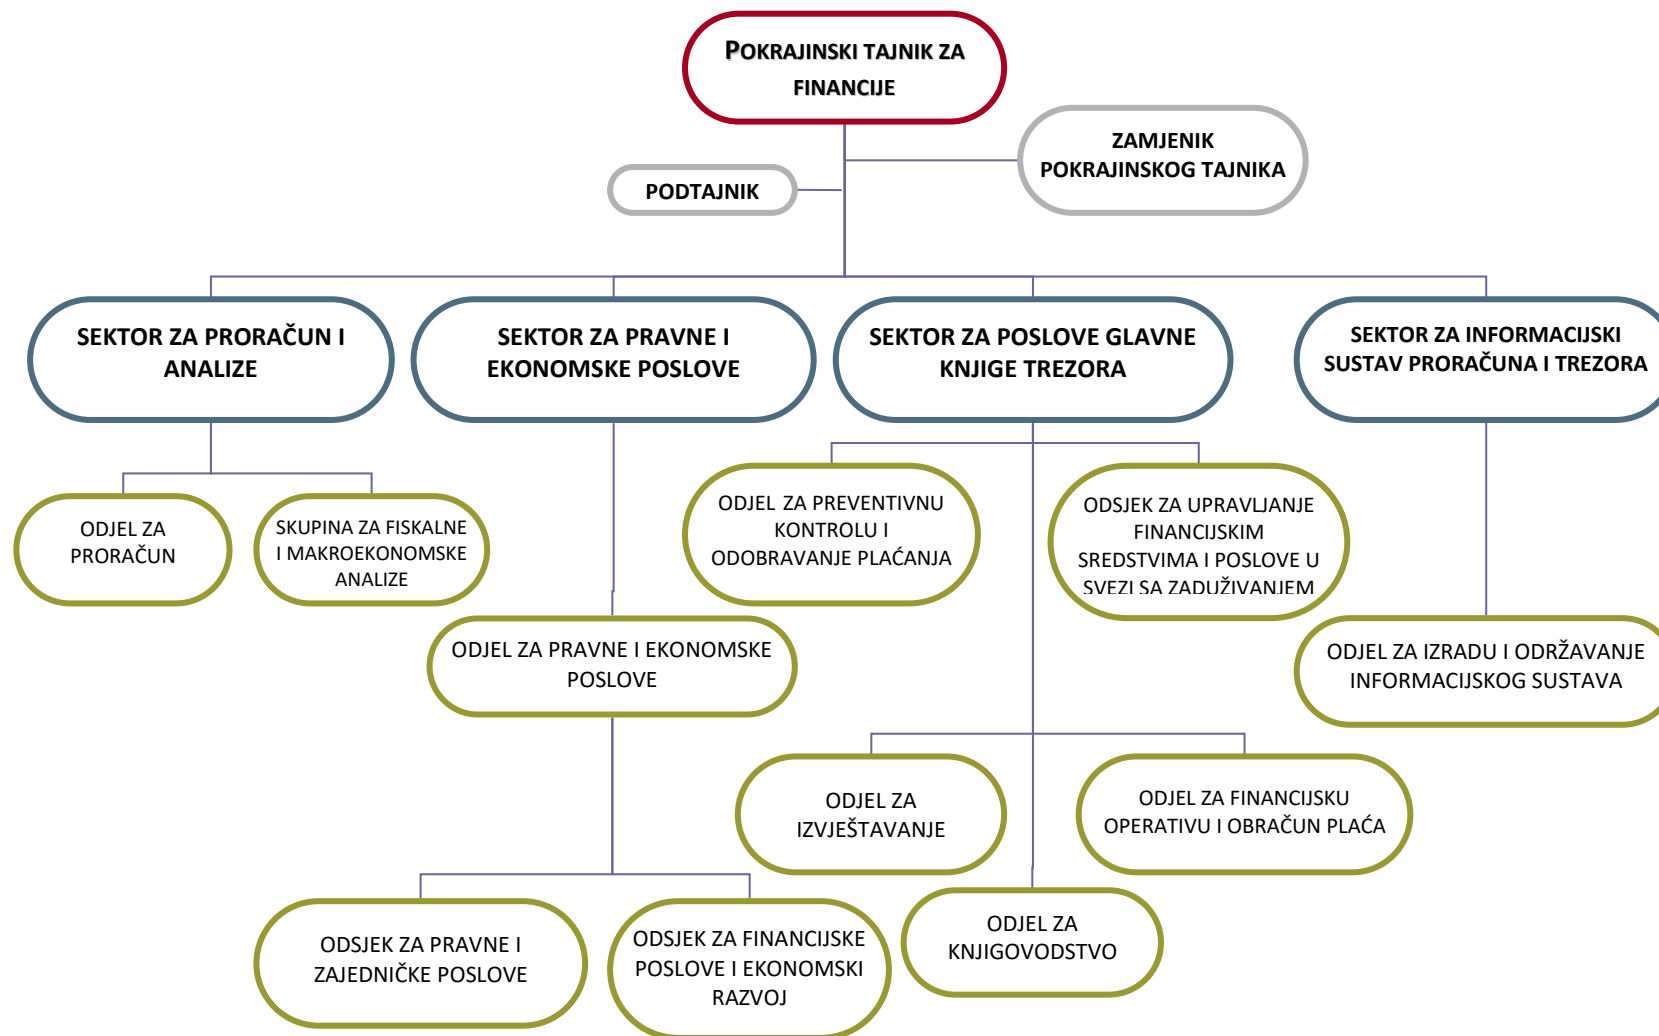 POKRAJINSKI TAJNIK ZA
FINANCIJE
ZAMJENIK
POKRAJINSKOG TAJNIKA
PODTAJNIK
SEKTOR ZA PRORAČUN I
ANALIZE
SEKTOR ZA PRAVNE I
EKONOMSKE POSLOVE
SEKTOR ZA POSLOVE GLAVNE
KNJIGE TREZORA
SEKTOR ZA INFORMACIJSKI
SUSTAV PRORAČUNA I TREZORA
ODJEL ZA
PRORAČUN
SKUPINA ZA FISKALNE
I MAKROEKONOMSKE
ANALIZE
ODJEL ZA PREVENTIVNU
KONTROLU I
ODOBRAVANJE PLAĆANJA
ODSJEK ZA UPRAVLJANJE
FINANCIJSKIM
SREDSTVIMA I POSLOVE U
SVEZI SA ZADUŽIVANJEM
ODJEL ZA PRAVNE I EKONOMSKE
POSLOVE
ODJEL ZA IZRADU I ODRŽAVANJE
INFORMACIJSKOG SUSTAVA
ODJEL ZA
IZVJEŠTAVANJE
ODJEL ZA FINANCIJSKU
OPERATIVU I OBRAČUN PLAĆA
ODSJEK ZA PRAVNE I
ZAJEDNIČKE POSLOVE
ODSJEK ZA FINANCIJSKE
POSLOVE I EKONOMSKI
RAZVOJ
ODJEL ZA
KNJIGOVODSTVO